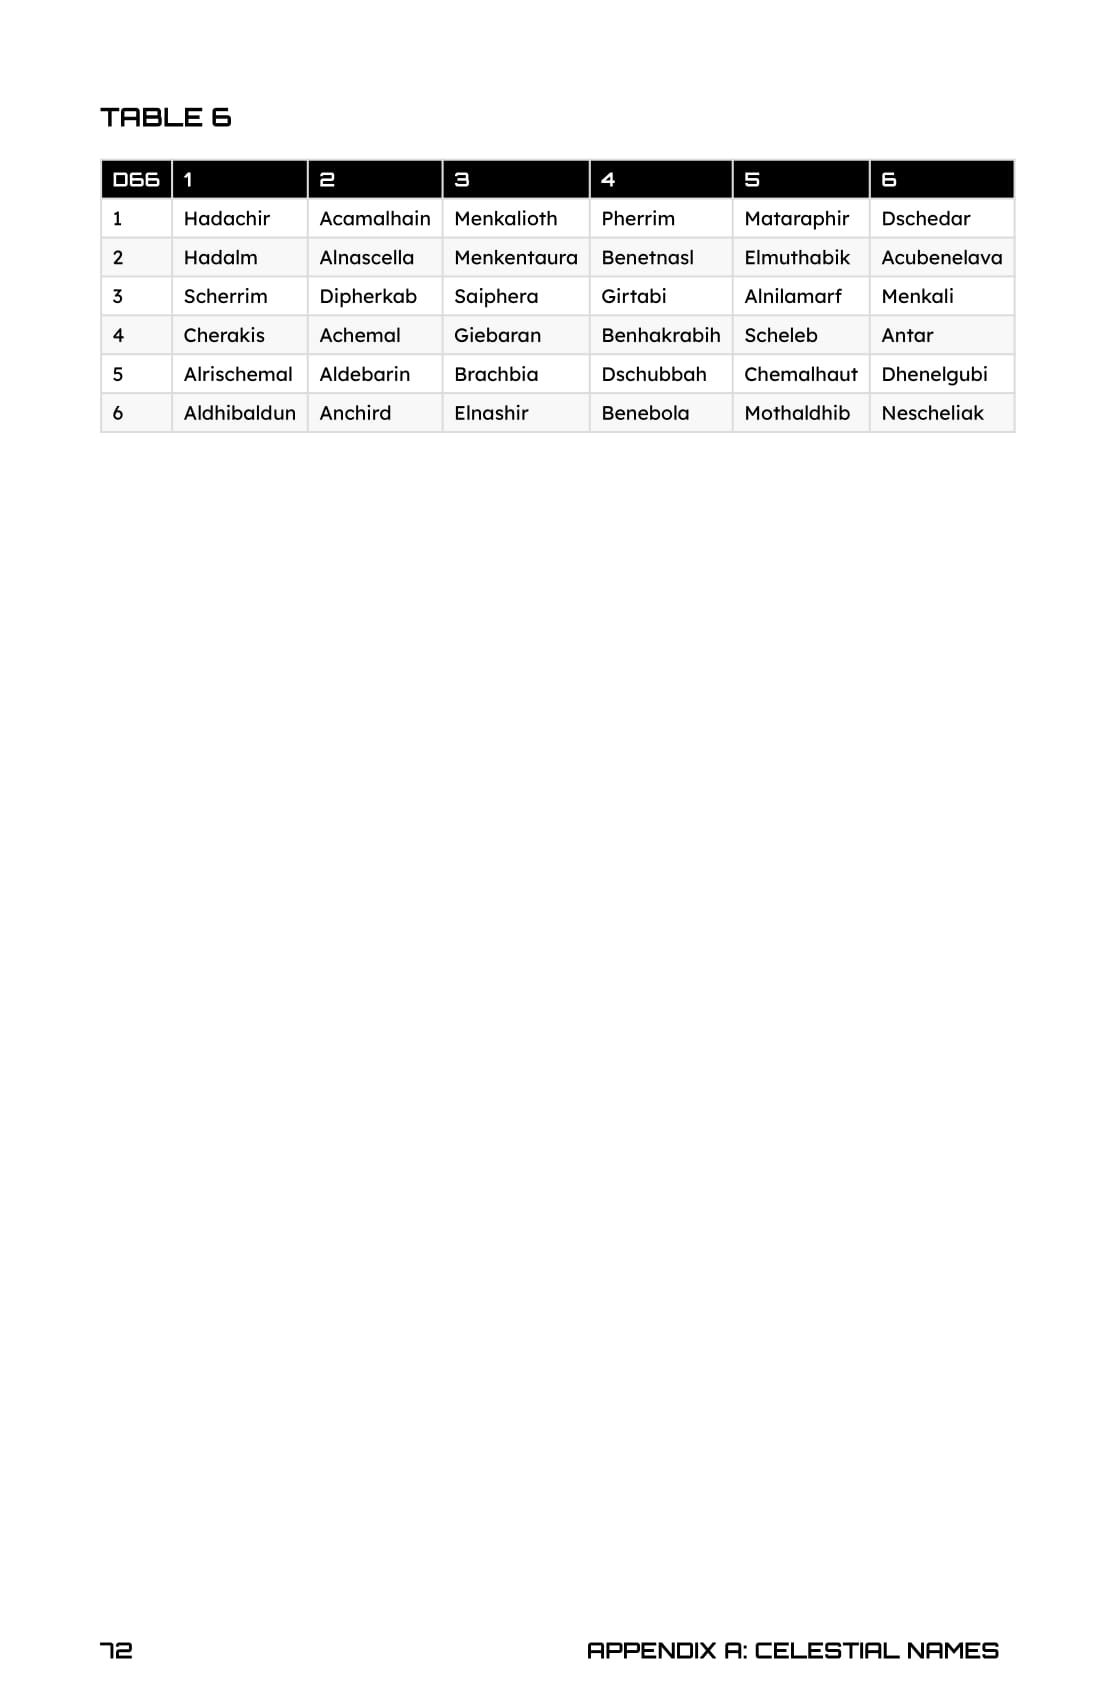 TABLE 6
D66 1 2 3 4 5 6
1 Hadachir Acamalhain Menkalioth Pherrim Mataraphir Dschedar
2 Hadalm Alnascella Menkentaura Benetnasl Elmuthabik Acubenelava
3 Scherrim Dipherkab Saiphera Girtabi Alnilamarf Menkali
4 Cherakis Achemal Giebaran Benhakrabih Scheleb Antar
5 Alrischemal Aldebarin Brachbia Dschubbah Chemalhaut Dhenelgubi
6 Aldhibaldun Anchird Elnashir Benebola Mothaldhib Nescheliak
72 APPENDIX A: CELESTIAL NAMES